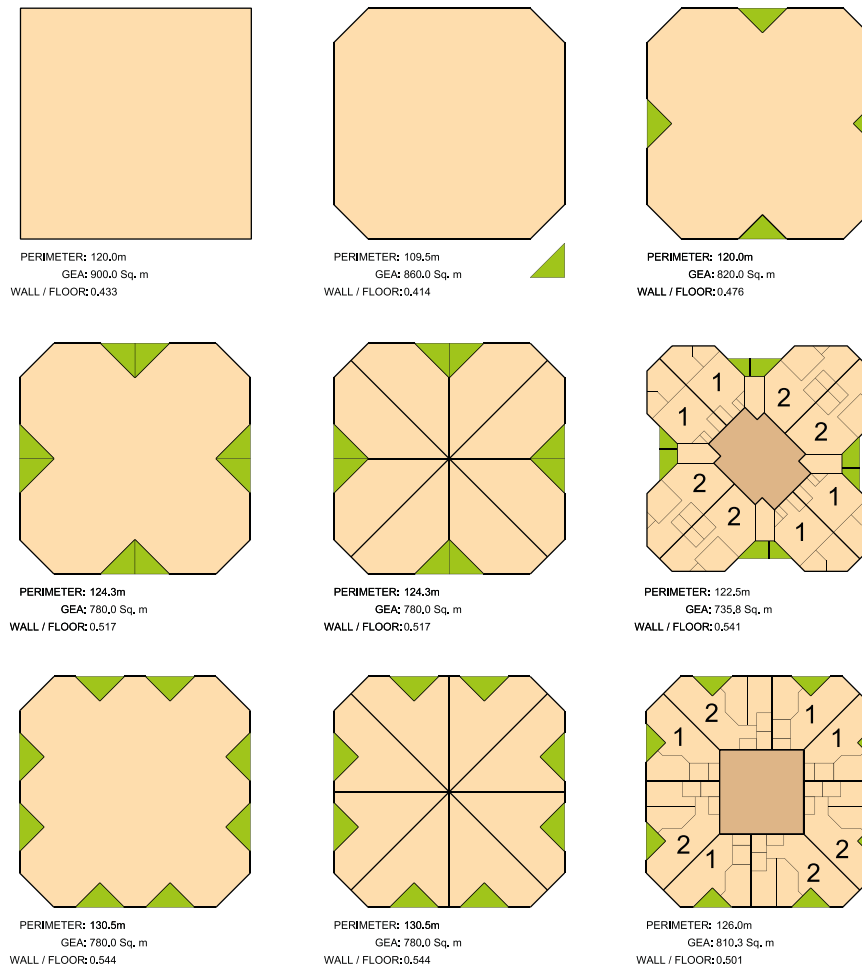 PERIMETER: 120.0m
GEA: 900.0 Sq. m
WALL / FLOOR: 0.433
PERIMETER: 109.5m
GEA: 860.0 Sq. m
WALL / FLOOR: 0.414
PERIMETER: 120.0m
GEA: 820.0 Sq. m
WALL / FLOOR: 0.476
1
2
1
2
2
1
2
1
PERIMETER: 124.3m
GEA: 780.0 Sq. m
WALL / FLOOR: 0.517
PERIMETER: 124.3m
GEA: 780.0 Sq. m
WALL / FLOOR: 0.517
PERIMETER: 122.5m
GEA: 735.8 Sq. m
WALL / FLOOR: 0.541
2
1
1
1
2
2
1
2
PERIMETER: 130.5m
GEA: 780.0 Sq. m
WALL / FLOOR: 0.544
PERIMETER: 130.5m
GEA: 780.0 Sq. m
WALL / FLOOR: 0.544
PERIMETER: 126.0m
GEA: 810.3 Sq. m
WALL / FLOOR: 0.501